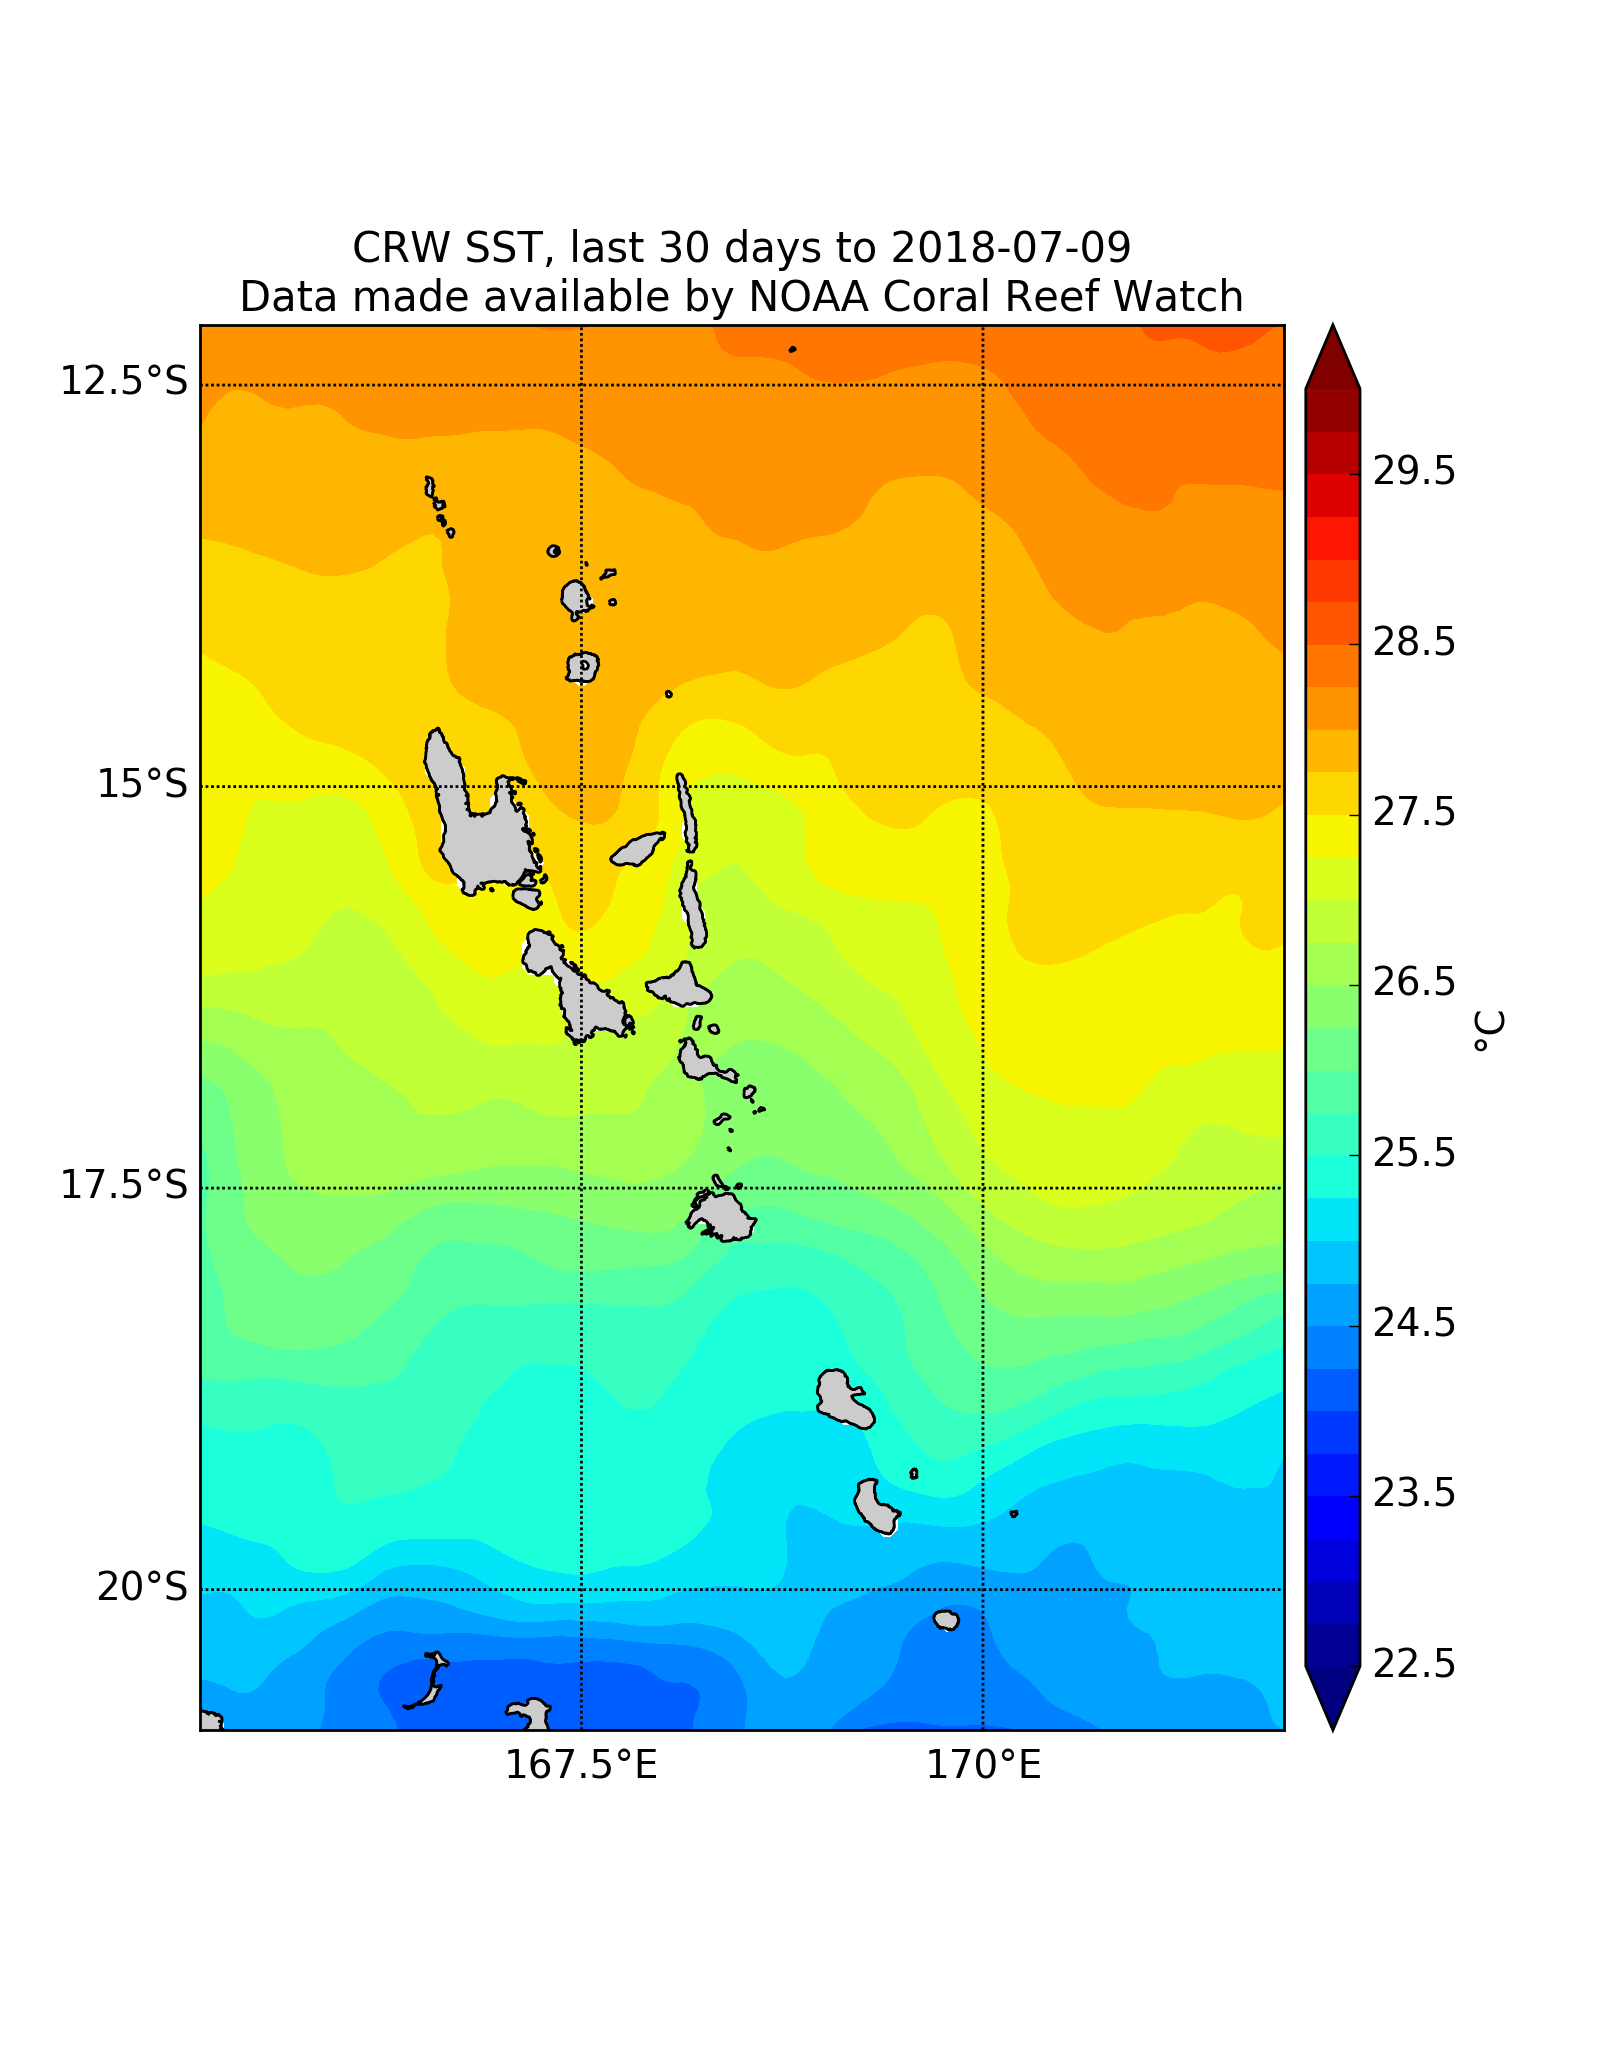 CRW SST, last 30 days to 2018-07-09
Data made available by NOAA Coral Reef Watch
12.5°S
15°S
17.5°S
20°S
167.5°E
170°E
29.5
28.5
27.5
26.5
25.5
24.5
23.5
22.5
°C